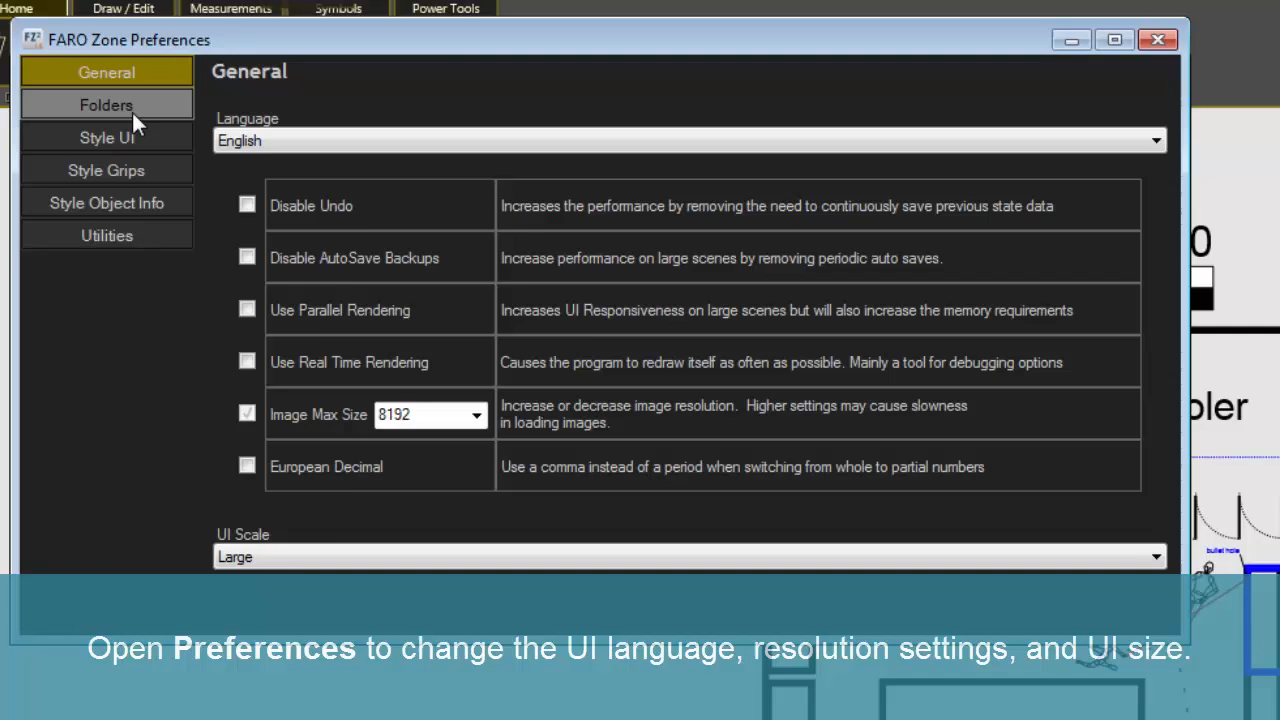 Home Draw / Edit Measurements Symbols Power Tools
FZ² FARO Zone Preferences
General
Folders
Style UI
Style Grips
Style Object Info
Utilities
General
Language
English
Disable Undo Increases the performance by removing the need to continuously save previous state data
Disable AutoSave Backups Increase performance on large scenes by removing periodic auto saves.
Use Parallel Rendering Increases UI Responsiveness on large scenes but will also increase the memory requirements
Use Real Time Rendering Causes the program to redraw itself as often as possible. Mainly a tool for debugging options
Image Max Size 8192 Increase or decrease image resolution. Higher settings may cause slowness
in loading images.
European Decimal Use a comma instead of a period when switching from whole to partial numbers
UI Scale
Large
0
bullet hole
Open Preferences to change the UI language, resolution settings, and UI size.